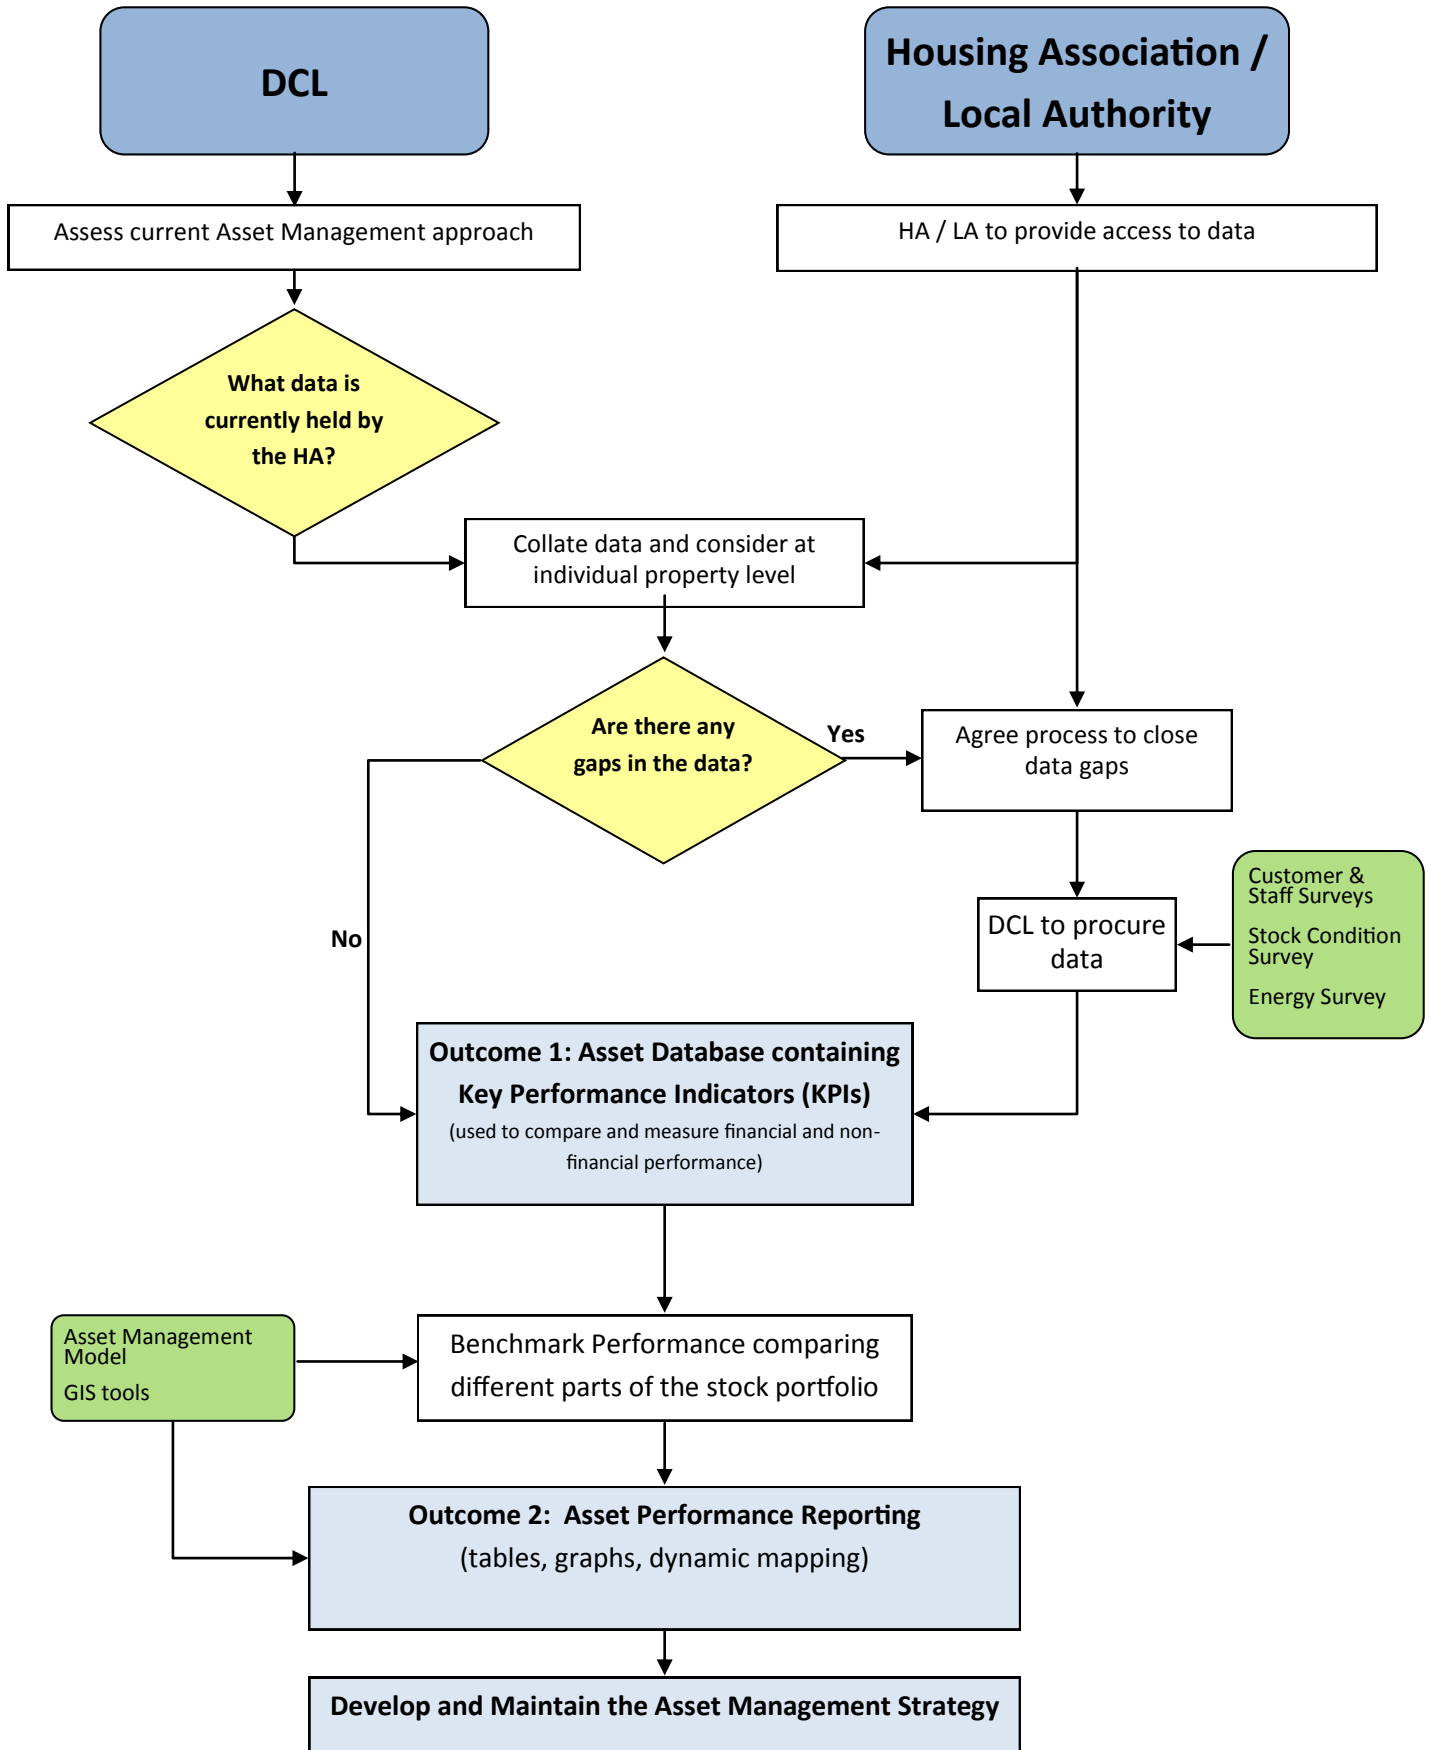 DCL
Housing Association /
Local Authority
Assess current Asset Management approach
HA / LA to provide access to data
What data is
currently held by
the HA?
Collate data and consider at
individual property level
Are there any
gaps in the data?
Yes
Agree process to close
data gaps
No
DCL to procure
data
Customer &
Staff Surveys
Stock Condition
Survey
Energy Survey
Outcome 1: Asset Database containing
Key Performance Indicators (KPIs)
(used to compare and measure financial and non-
financial performance)
Asset Management
Model
GIS tools
Benchmark Performance comparing
different parts of the stock portfolio
Outcome 2:  Asset Performance Reporting
(tables, graphs, dynamic mapping)
Develop and Maintain the Asset Management Strategy